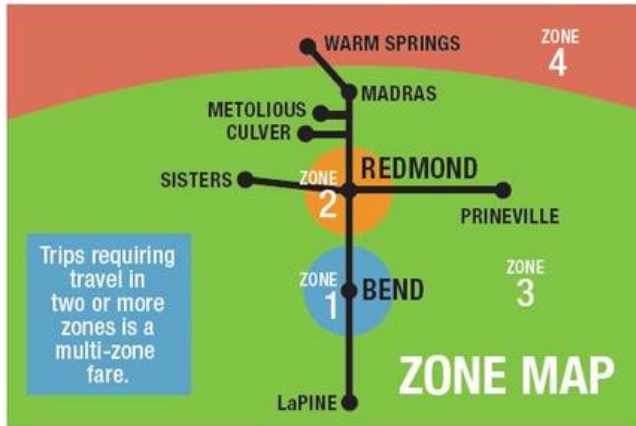 WARM SPRINGS
ZONE
4
MADRAS
METOLIOUS
CULVER
REDMOND
SISTERS
ZONE
2
PRINEVILLE
Trips requiring
travel in
two or more
zones is a
multi-zone
fare.
ZONE
1
BEND
ZONE
3
ZONE MAP
LaPINE